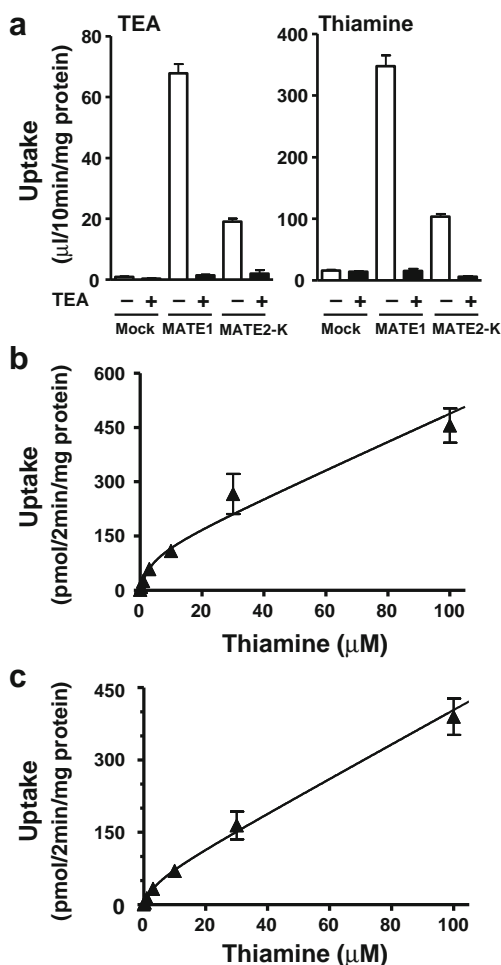 a
TEA
Thiamine
Uptake
(μl/10min/mg protein)
80
60
40
20
0
400
300
200
100
0
TEA
− + − + − +
− + − + − +
Mock MATE1 MATE2-K
Mock MATE1 MATE2-K
b
Uptake
(pmol/2min/mg protein)
600
450
300
150
0
0 20 40 60 80 100
Thiamine (μM)
c
Uptake
(pmol/2min/mg protein)
450
300
150
0
0 20 40 60 80 100
Thiamine (μM)